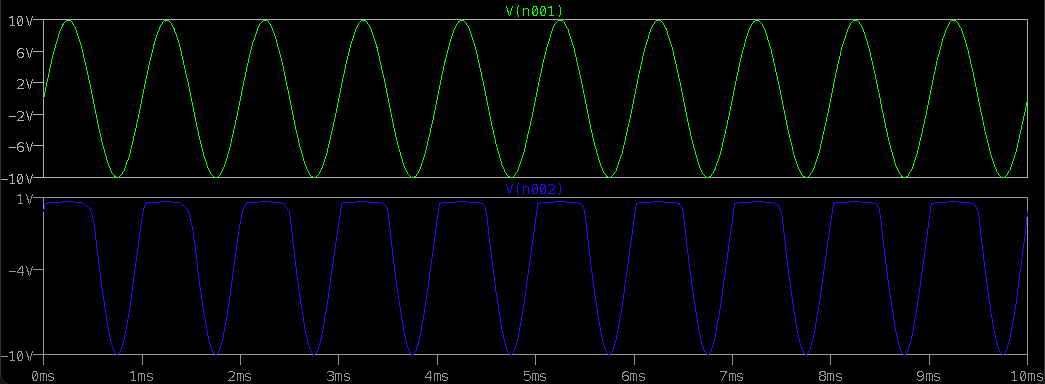 V(n001)
10V
6V
2V
-2V
-6V
-10V
V(n002)
1V
-4V
-10V
0ms 1ms 2ms 3ms 4ms 5ms 6ms 7ms 8ms 9ms 10ms